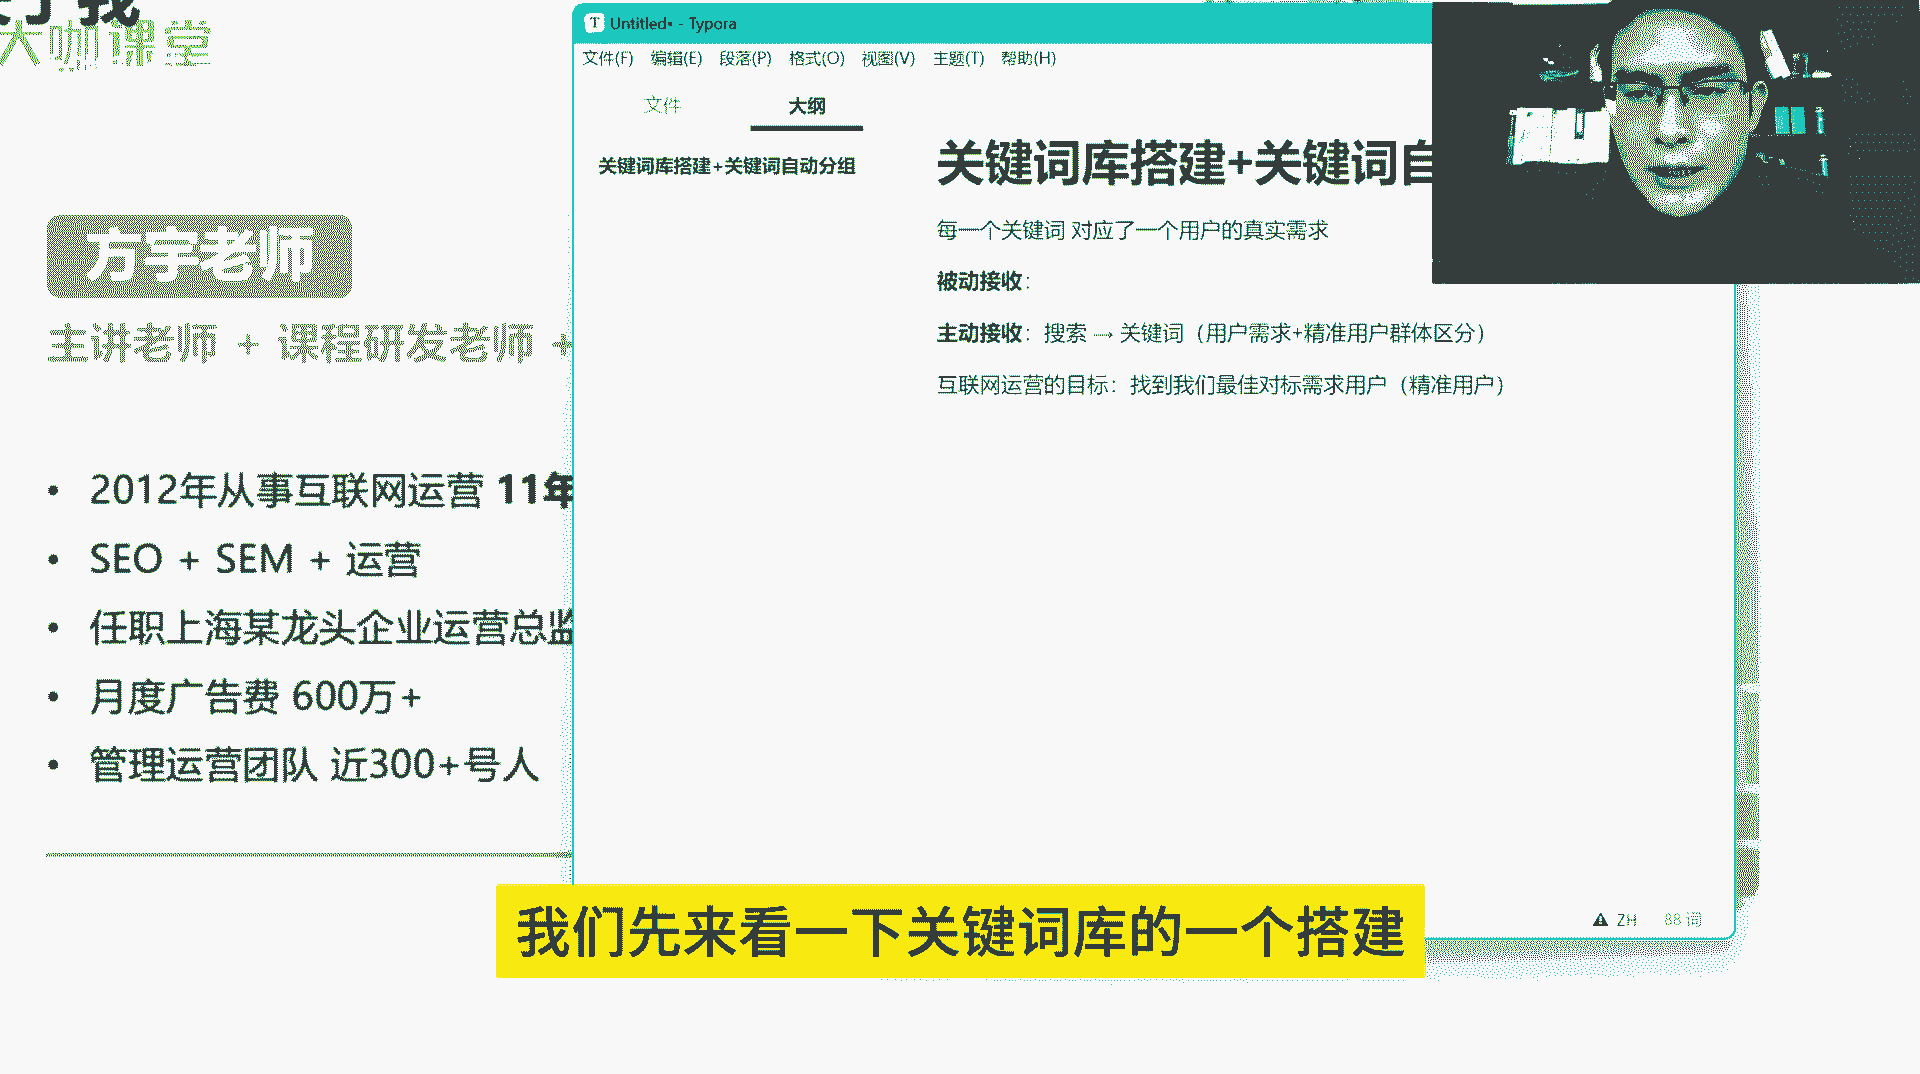 大咖课堂
方宇老师
主讲老师 + 课程研发老师 +
• 2012年从事互联网运营 11年
• SEO + SEM + 运营
• 任职上海某龙头企业运营总监
• 月度广告费 600万+
• 管理运营团队 近300+号人
Untitled• - Typora
文件(F) 编辑(E) 段落(P) 格式(O) 视图(V) 主题(T) 帮助(H)
文件 大纲
关键词库搭建+关键词自动分组
关键词库搭建+关键词自
每一个关键词 对应了一个用户的真实需求
被动接收：
主动接收：搜索 → 关键词（用户需求+精准用户群体区分）
互联网运营的目标：找到我们最佳对标需求用户（精准用户）
ZH 88 词
我们先来看一下关键词库的一个搭建